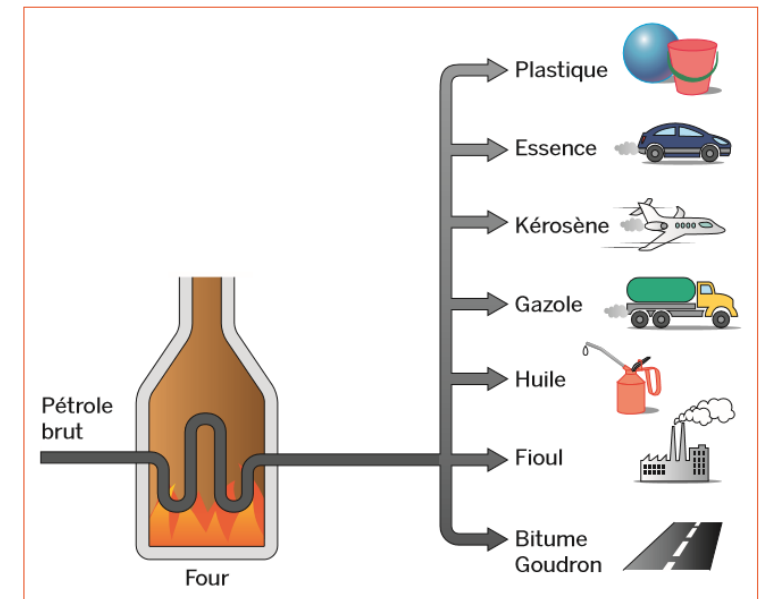 Plastique
Essence
Kérosène
Gazole
Huile
Pétrole
brut
Fioul
Bitume
Goudron
Four